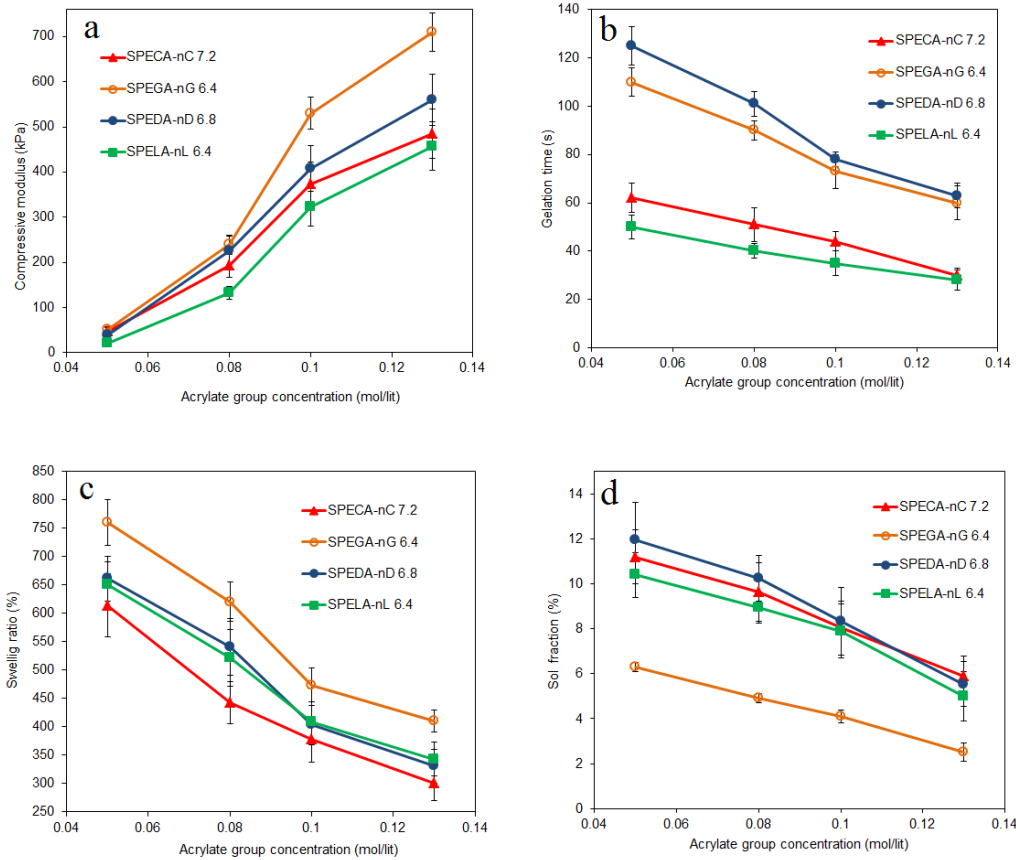 a
Compressive modulus (kPa)
700
600
500
400
300
200
100
0
SPECA-nC 7.2
SPEGA-nG 6.4
SPEDA-nD 6.8
SPELA-nL 6.4
0.04 0.06 0.08 0.1 0.12 0.14
Acrylate group concentration (mol/lit)
b
Gelation time (s)
140
120
100
80
60
40
20
0
SPECA-nC 7.2
SPEGA-nG 6.4
SPEDA-nD 6.8
SPELA-nL 6.4
0.04 0.06 0.08 0.1 0.12 0.14
Acrylate group concentration (mol/lit)
c
Swellig ratio (%)
850
800
750
700
650
600
550
500
450
400
350
300
250
SPECA-nC 7.2
SPEGA-nG 6.4
SPEDA-nD 6.8
SPELA-nL 6.4
0.04 0.06 0.08 0.1 0.12 0.14
Acrylate group concentration (mol/lit)
d
Sol fraction (%)
14
12
10
8
6
4
2
0
SPECA-nC 7.2
SPEGA-nG 6.4
SPEDA-nD 6.8
SPELA-nL 6.4
0.04 0.06 0.08 0.1 0.12 0.14
Acrylate group concentration (mol/lit)